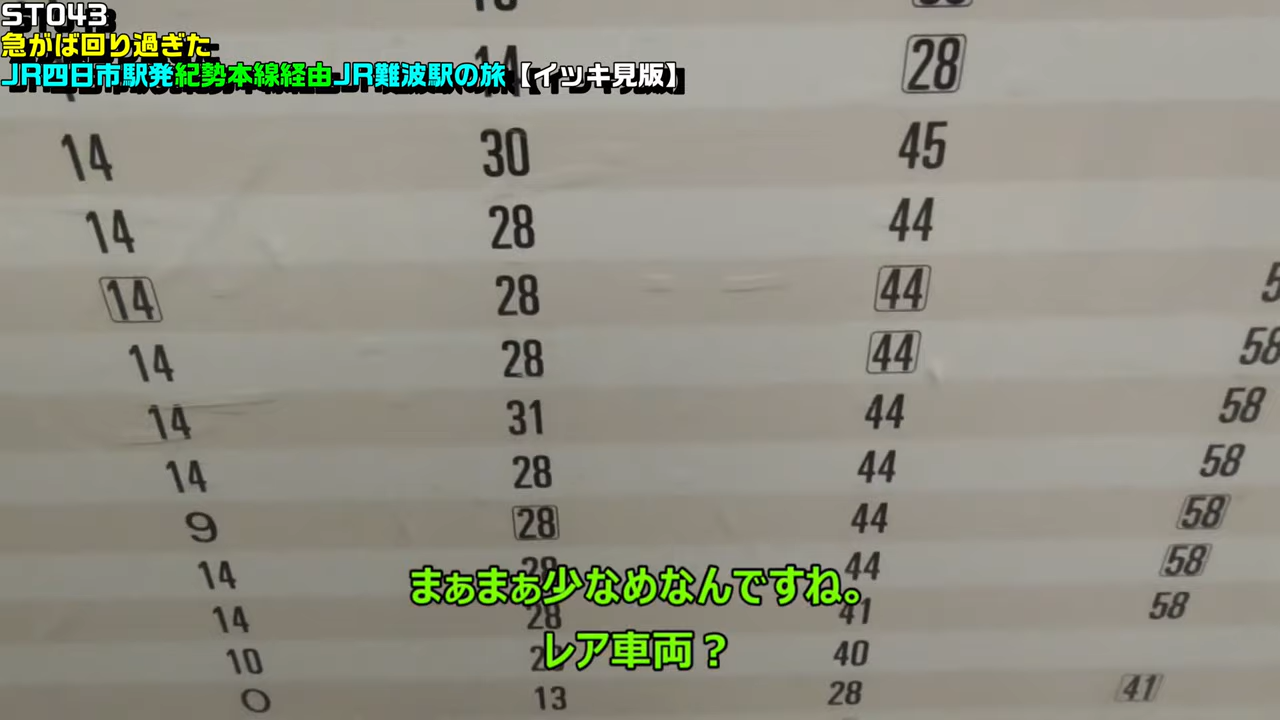 ST043
急がば回り過ぎた
JR四日市駅発紀勢本線経由JR難波駅の旅【イツキ見版】
28
14 30 45
14 28 44
14 28 44
14 28 44 58
14 31 44 58
14 28 44 58
9 28 44 58
14 28 44 58
14 28 41 58
10 40
0 13 28 41
まぁまぁ少なめなんですね。
レア車両？